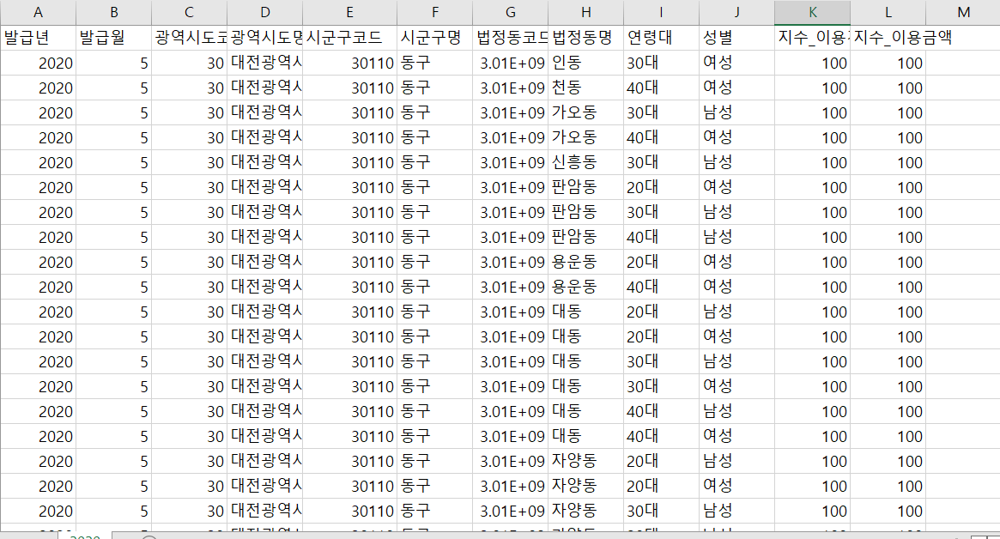 A B C D E F G H I J K L M
발급년 발급월 광역시도코 광역시도명 시군구코드 시군구명 법정동코드 법정동명 연령대 성별 지수_이용 지수_이용금액
2020 5 30 대전광역시 30110 동구 3.01E+09 인동 30대 여성 100 100
2020 5 30 대전광역시 30110 동구 3.01E+09 천동 40대 여성 100 100
2020 5 30 대전광역시 30110 동구 3.01E+09 가오동 30대 남성 100 100
2020 5 30 대전광역시 30110 동구 3.01E+09 가오동 40대 여성 100 100
2020 5 30 대전광역시 30110 동구 3.01E+09 신흥동 30대 남성 100 100
2020 5 30 대전광역시 30110 동구 3.01E+09 판암동 20대 여성 100 100
2020 5 30 대전광역시 30110 동구 3.01E+09 판암동 30대 남성 100 100
2020 5 30 대전광역시 30110 동구 3.01E+09 판암동 40대 남성 100 100
2020 5 30 대전광역시 30110 동구 3.01E+09 용운동 20대 여성 100 100
2020 5 30 대전광역시 30110 동구 3.01E+09 용운동 40대 여성 100 100
2020 5 30 대전광역시 30110 동구 3.01E+09 대동 20대 남성 100 100
2020 5 30 대전광역시 30110 동구 3.01E+09 대동 20대 여성 100 100
2020 5 30 대전광역시 30110 동구 3.01E+09 대동 30대 남성 100 100
2020 5 30 대전광역시 30110 동구 3.01E+09 대동 30대 여성 100 100
2020 5 30 대전광역시 30110 동구 3.01E+09 대동 40대 남성 100 100
2020 5 30 대전광역시 30110 동구 3.01E+09 대동 40대 여성 100 100
2020 5 30 대전광역시 30110 동구 3.01E+09 자양동 20대 남성 100 100
2020 5 30 대전광역시 30110 동구 3.01E+09 자양동 20대 여성 100 100
2020 5 30 대전광역시 30110 동구 3.01E+09 자양동 30대 남성 100 100